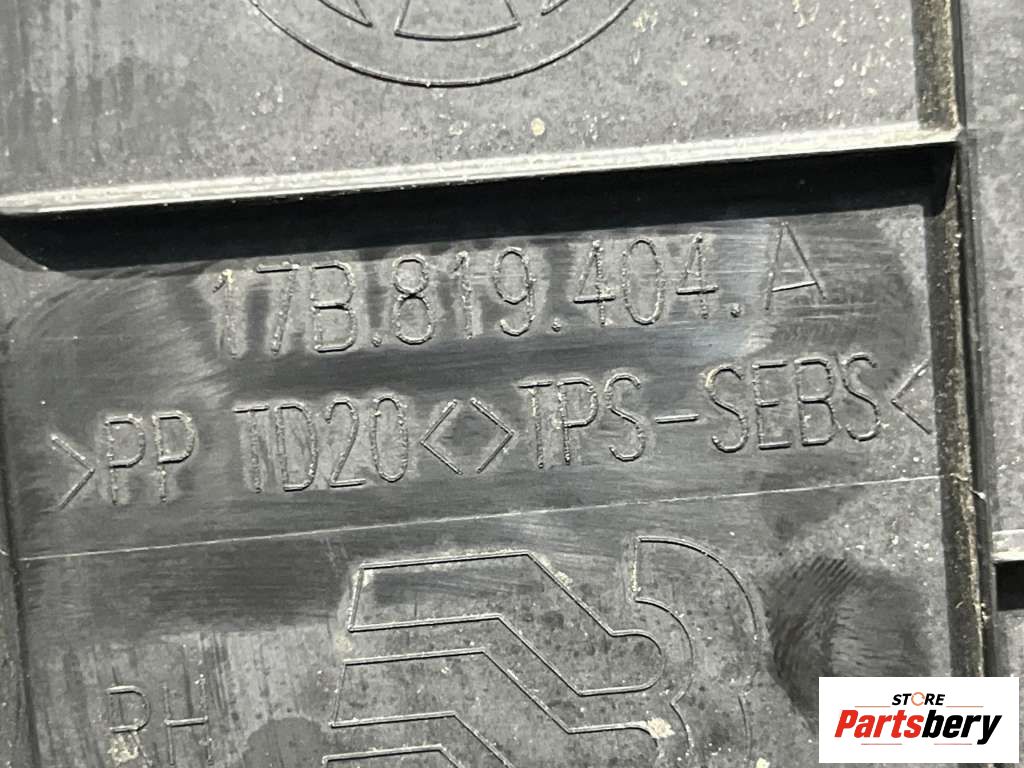 17B.819.404.A
>PP TD20<>TPS-SEBS<
RH
STORE
Partsbery